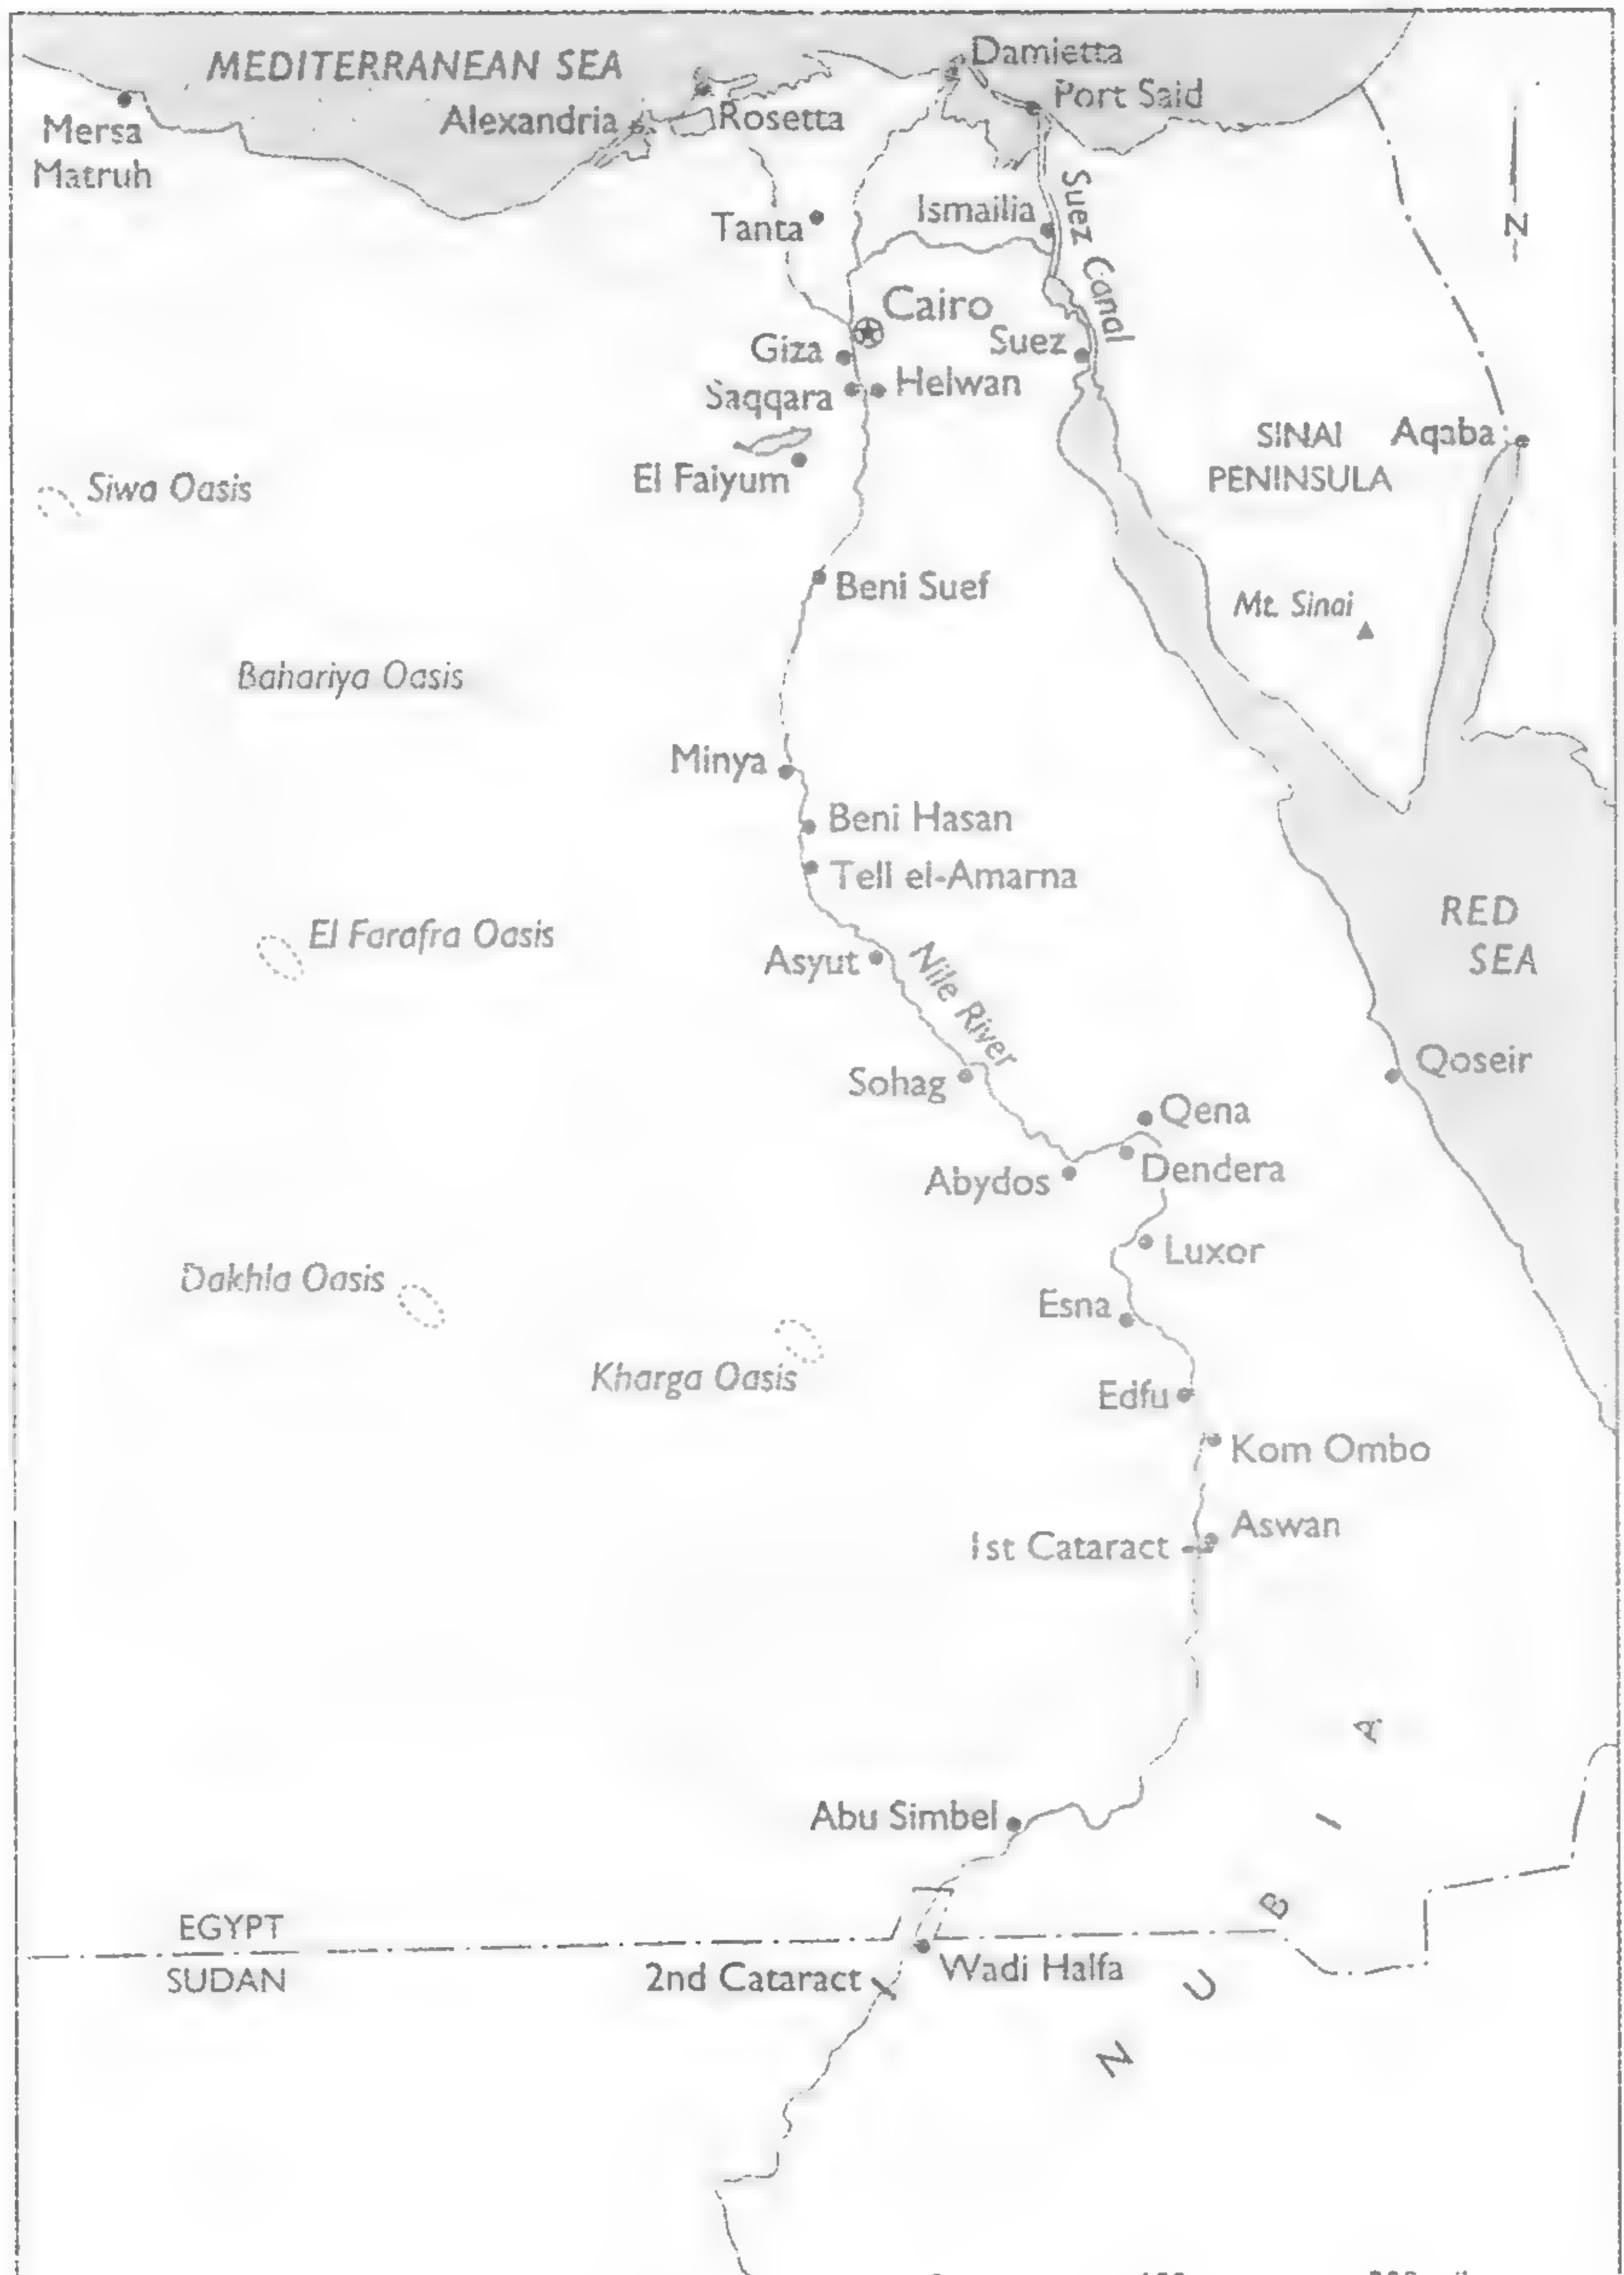 MEDITERRANEAN SEA
Damietta
Port Said
Mersa
Matruh
Alexandria
Rosetta
Suez Canal
Tanta
Ismailia
N
Cairo
Giza
Suez
Saqqara
Helwan
SINAI
PENINSULA
Aqaba
El Faiyum
Siwa Oasis
Beni Suef
Mt. Sinai
Bahariya Oasis
Minya
Beni Hasan
Tell el-Amarna
RED
SEA
El Farafra Oasis
Asyut
Nile River
Sohag
Qoseir
Qena
Dendera
Abydos
Luxor
Dakhla Oasis
Esna
Kharga Oasis
Edfu
Kom Ombo
Aswan
1st Cataract
Abu Simbel
NUBIA
EGYPT
SUDAN
Wadi Halfa
2nd Cataract